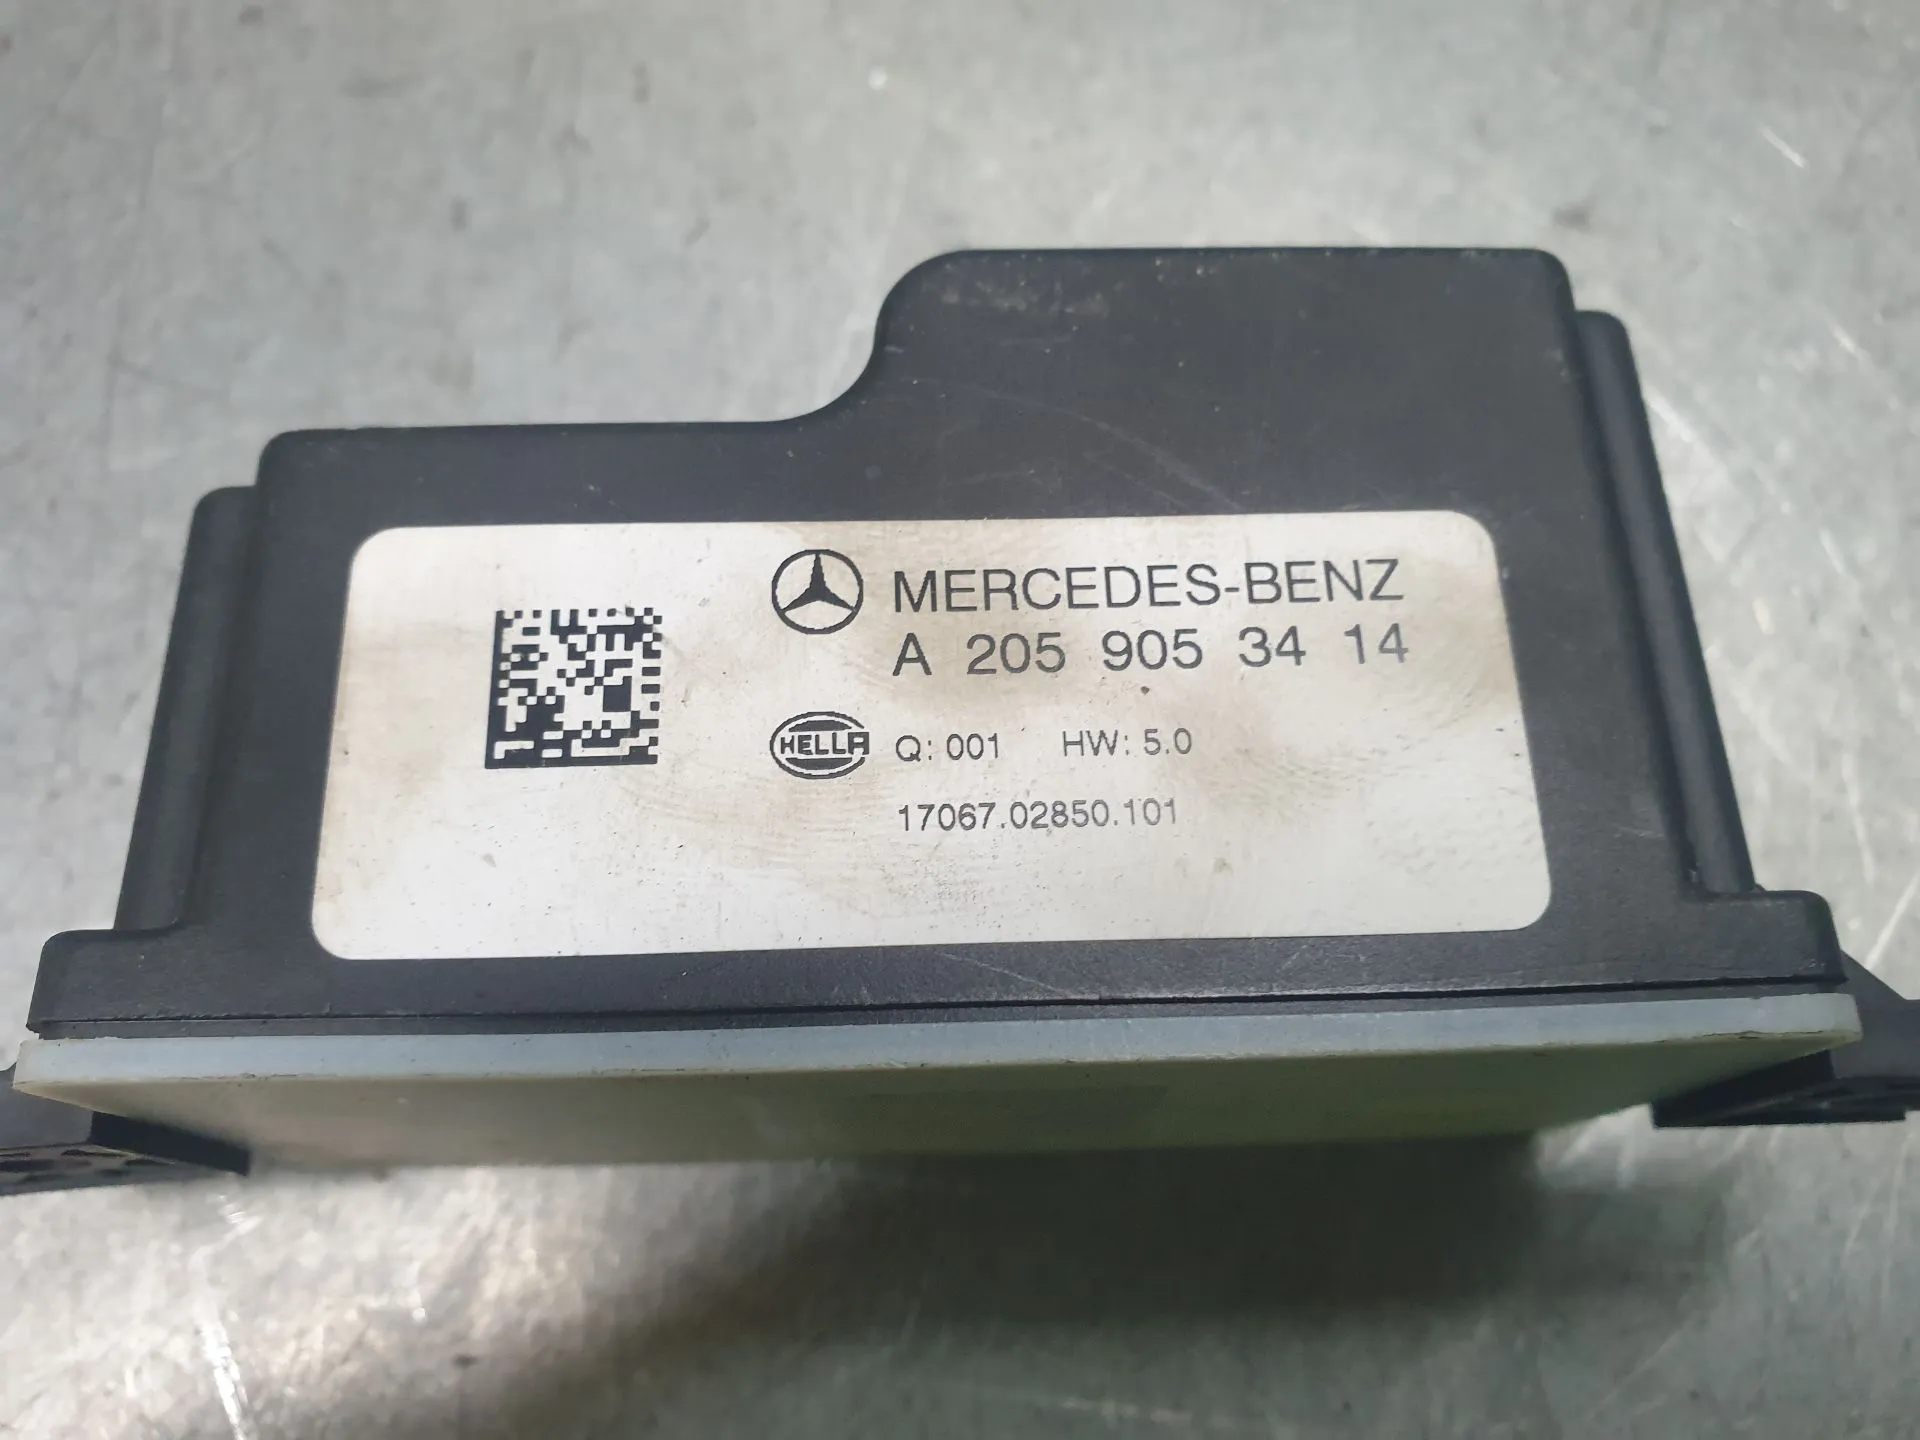 MERCEDES-BENZ
A 205 905 34 14
HELLA Q: 001 HW: 5.0
17067.02850.101